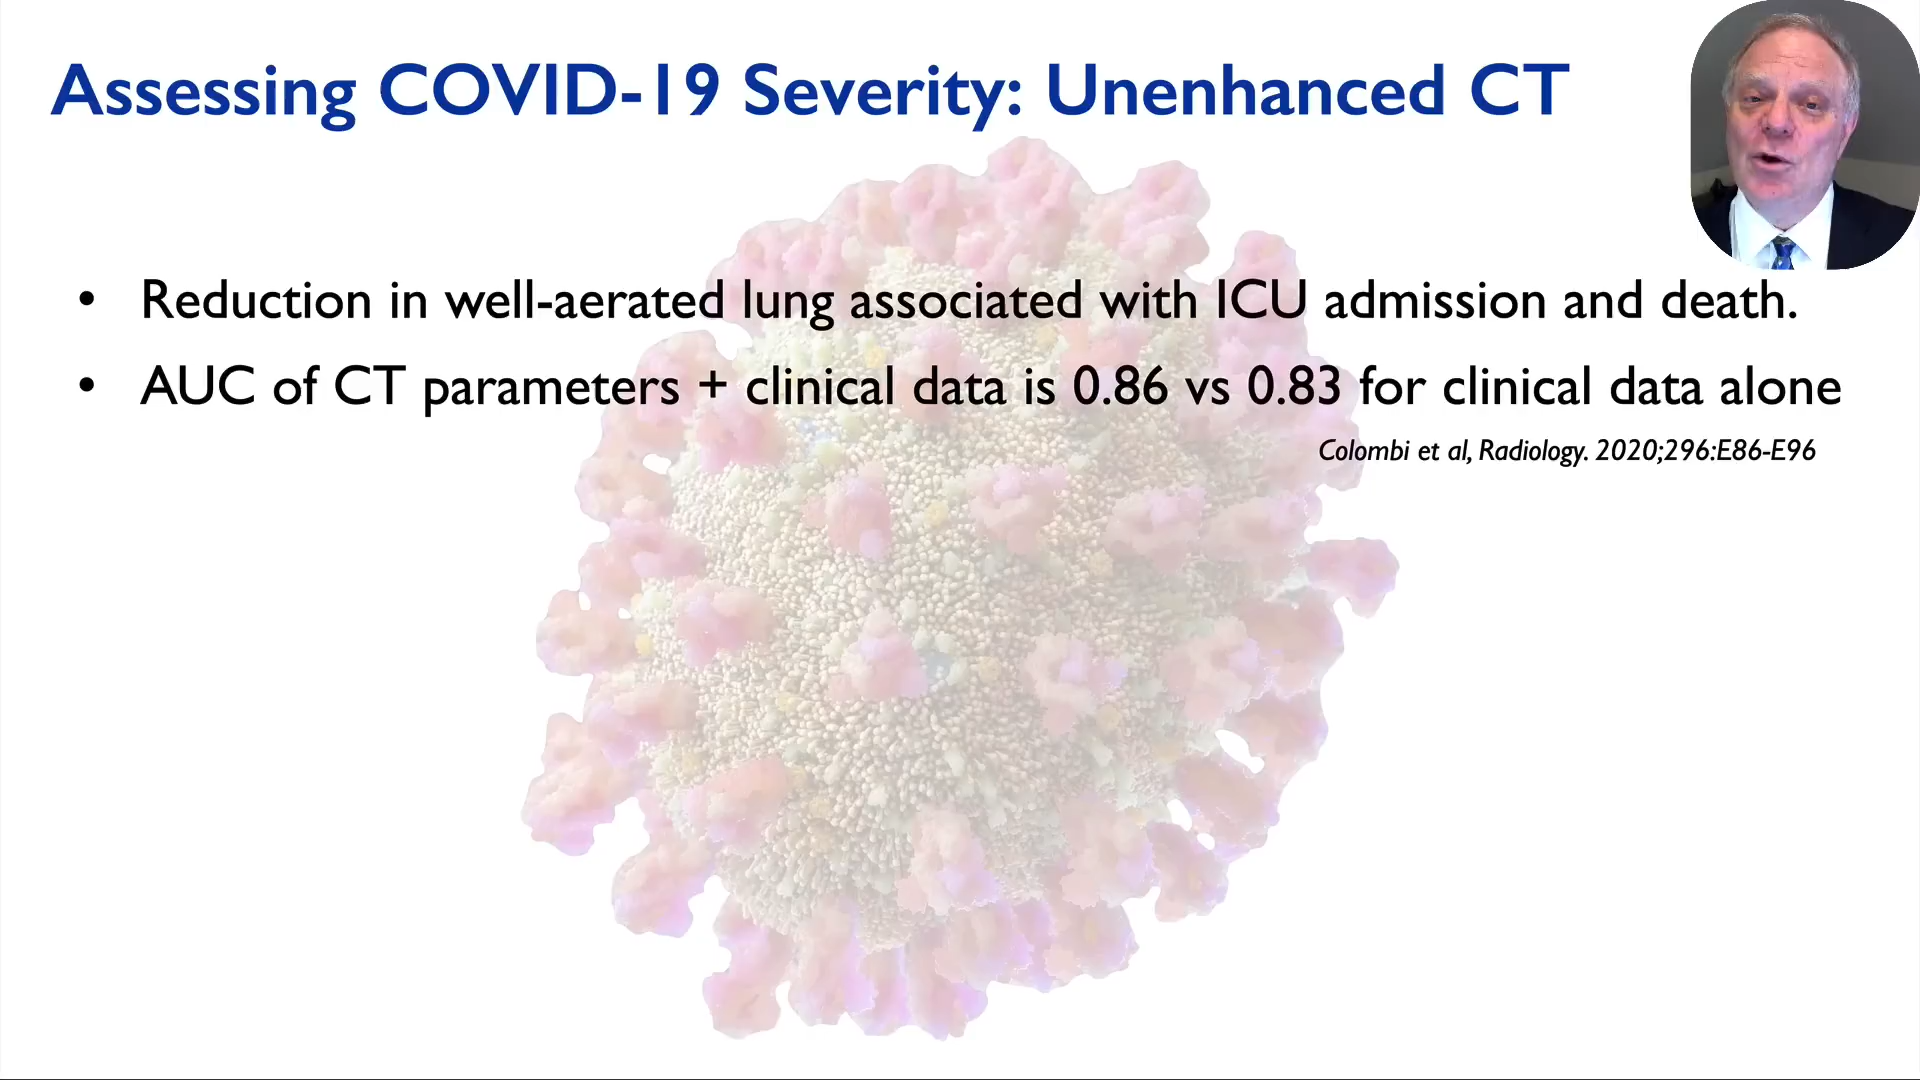 Assessing COVID-19 Severity: Unenhanced CT
• Reduction in well-aerated lung associated with ICU admission and death.
• AUC of CT parameters + clinical data is 0.86 vs 0.83 for clinical data alone
Colombi et al, Radiology. 2020;296:E86-E96